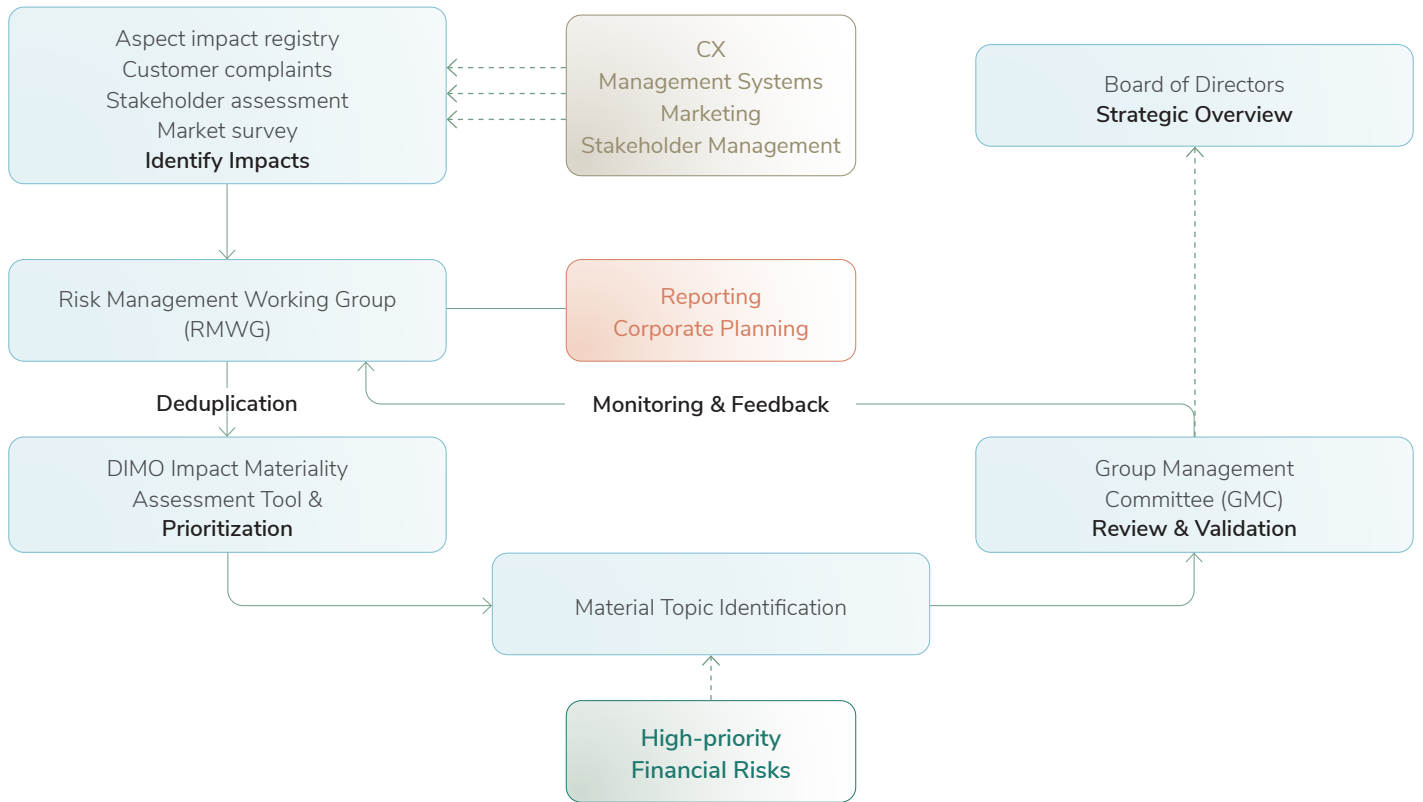 Aspect impact registry
Customer complaints
Stakeholder assessment
Market survey
Identify Impacts
CX
Management Systems
Marketing
Stakeholder Management
Board of Directors
Strategic Overview
Risk Management Working Group
(RMWG)
Reporting
Corporate Planning
Deduplication
Monitoring & Feedback
DIMO Impact Materiality
Assessment Tool &
Prioritization
Group Management
Committee (GMC)
Review & Validation
Material Topic Identification
High-priority
Financial Risks